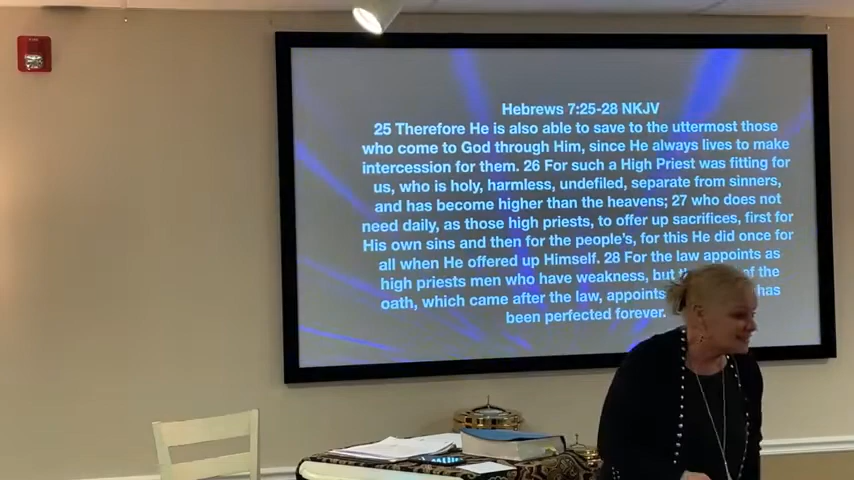 Hebrews 7:25-28 NKJV
25 Therefore He is also able to save to the uttermost those
who come to God through Him, since He always lives to make
intercession for them. 26 For such a High Priest was fitting for
us, who is holy, harmless, undefiled, separate from sinners,
and has become higher than the heavens; 27 who does not
need daily, as those high priests, to offer up sacrifices, first for
His own sins and then for the people's, for this He did once for
all when He offered up Himself. 28 For the law appoints as
high priests men who have weakness, but of the
oath, which came after the law, appoints has
been perfected forever.